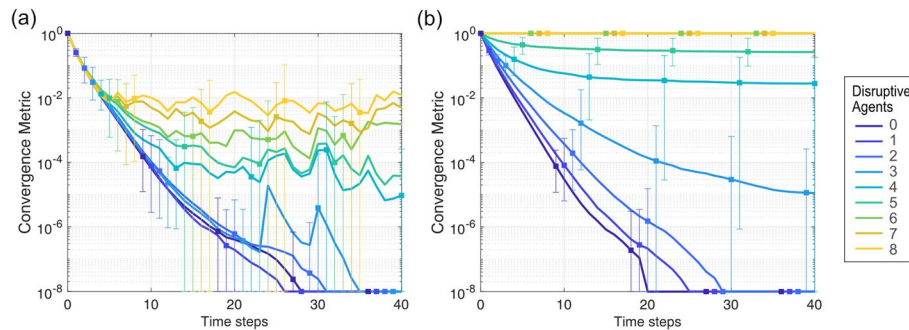 (a)
10^0
10^-2
10^-4
10^-6
10^-8
Convergence Metric
0 10 20 30 40
Time steps
(b)
10^0
10^-2
10^-4
10^-6
10^-8
Convergence Metric
0 10 20 30 40
Time steps
Disruptive
Agents
0
1
2
3
4
5
6
7
8